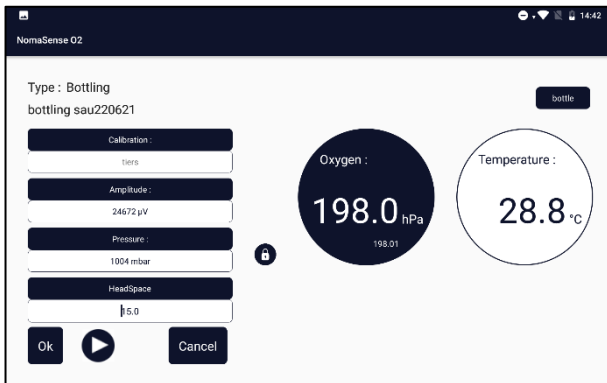 14:42
NomaSense O2
Type : Bottling
bottling sau220621
bottle
Calibration :
tiers
Amplitude :
24672 µV
Pressure :
1004 mbar
HeadSpace
15.0
Ok
Cancel
Oxygen :
198.0 hPa
198.01
Temperature :
28.8 °C